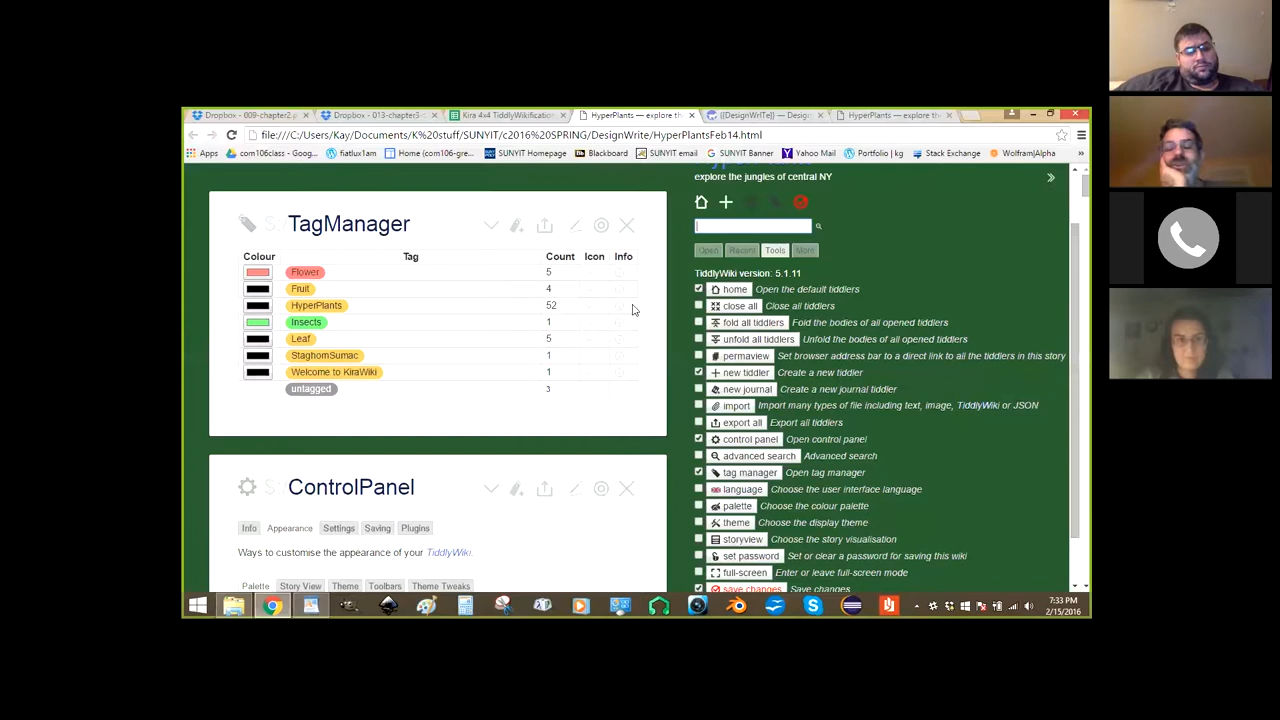 Dropbox - 009-chapter2.p
Dropbox - 013-chapter3-
Kira 4x4 TiddlyWikification
HyperPlants — explore th
{{DesignWrITe}} — Desig
HyperPlants — explore th
file:///C:/Users/Kay/Documents/K%20stuff/SUNYIT/c2016%20SPRING/DesignWrite/HyperPlantsFeb14.html
Apps com106class - Goog... fiatlux1am Home (com106-gre... SUNYIT Homepage Blackboard SUNYIT email SUNYIT Banner Yahoo Mail Portfolio | kg Stack Exchange Wolfram|Alpha
TagManager
Colour Tag Count Icon Info
Flower 5
Fruit 4
HyperPlants 52
Insects 1
Leaf 5
StaghornSumac 1
Welcome to KiraWiki 1
untagged 3
ControlPanel
Info Appearance Settings Saving Plugins
Ways to customise the appearance of your TiddlyWiki.
Palette Story View Theme Toolbars Theme Tweaks
explore the jungles of central NY
Open Recent Tools More
TiddlyWiki version: 5.1.11
home Open the default tiddlers
close all Close all tiddlers
fold all tiddlers Fold the bodies of all opened tiddlers
unfold all tiddlers Unfold the bodies of all opened tiddlers
permaview Set browser address bar to a direct link to all the tiddlers in this story
new tiddler Create a new tiddler
new journal Create a new journal tiddler
import Import many types of file including text, image, TiddlyWiki or JSON
export all Export all tiddlers
control panel Open control panel
advanced search Advanced search
tag manager Open tag manager
language Choose the user interface language
palette Choose the colour palette
theme Choose the display theme
storyview Choose the story visualisation
set password Set or clear a password for saving this wiki
full-screen Enter or leave full-screen mode
save changes Save changes
7:33 PM
2/15/2016